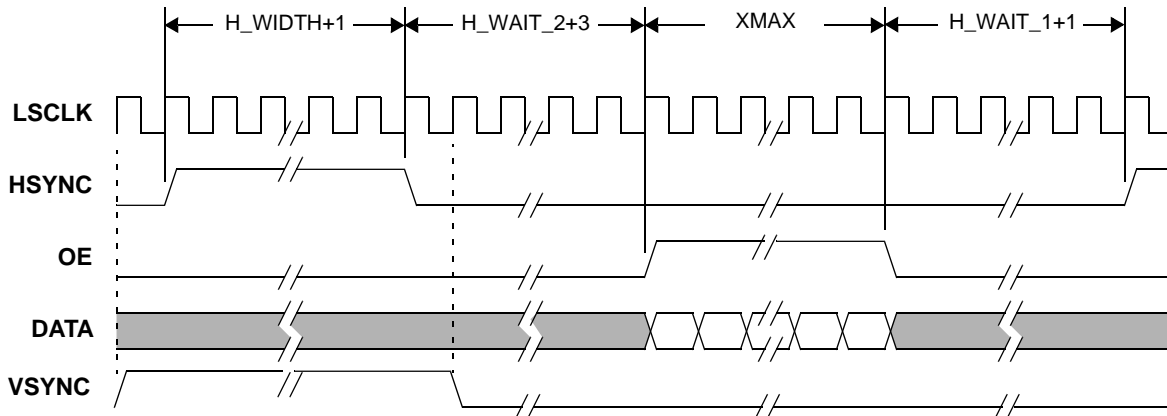 H_WIDTH+1 H_WAIT_2+3 XMAX H_WAIT_1+1
LSCLK
HSYNC
OE
DATA
VSYNC